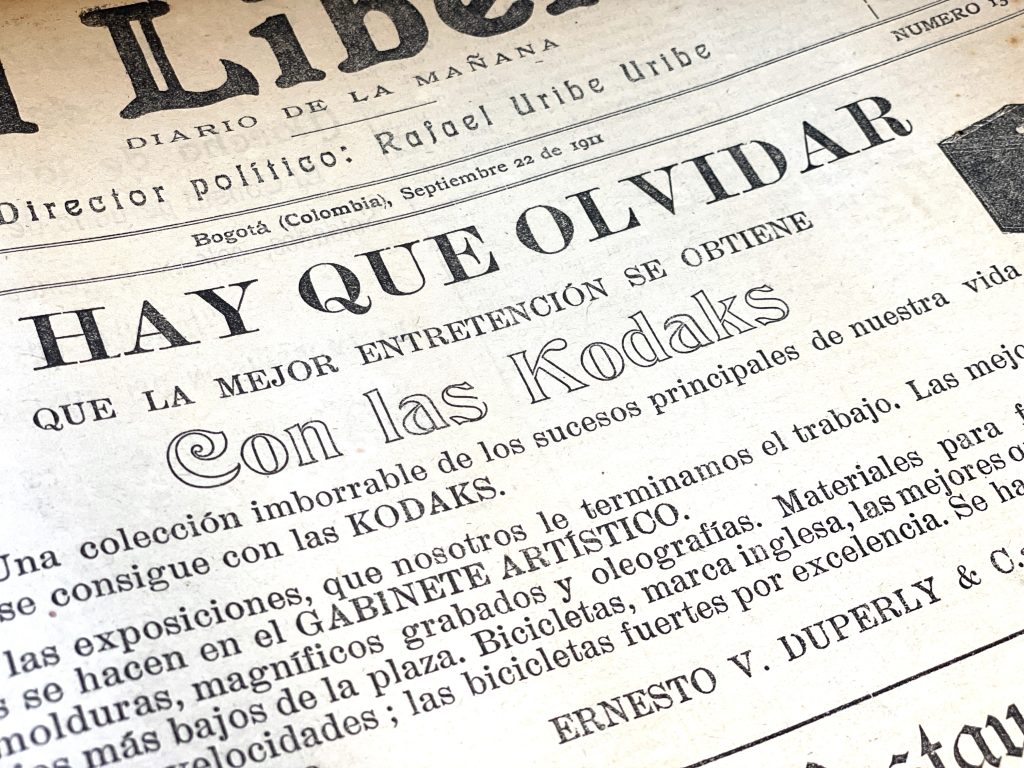 DIARIO DE LA MAÑANA
Director político: Rafael Uribe Uribe
NUMERO
Bogotá (Colombia), Septiembre 22 de 1911
HAY QUE OLVIDAR
QUE LA MEJOR ENTRETENCIÓN SE OBTIENE
Con las Kodaks
Una colección imborrable de los sucesos principales de nuestra vida
se consigue con las KODAKS.
las exposiciones, que nosotros le terminamos el trabajo. Las
se hacen en el GABINETE ARTÍSTICO.
molduras, magníficos grabados y oleografías. Materiales para
más bajos de la plaza. Bicicletas, marca inglesa, las mejores
velocidades; las bicicletas fuertes por excelencia. Se
ERNESTO V. DUPERLY & C.